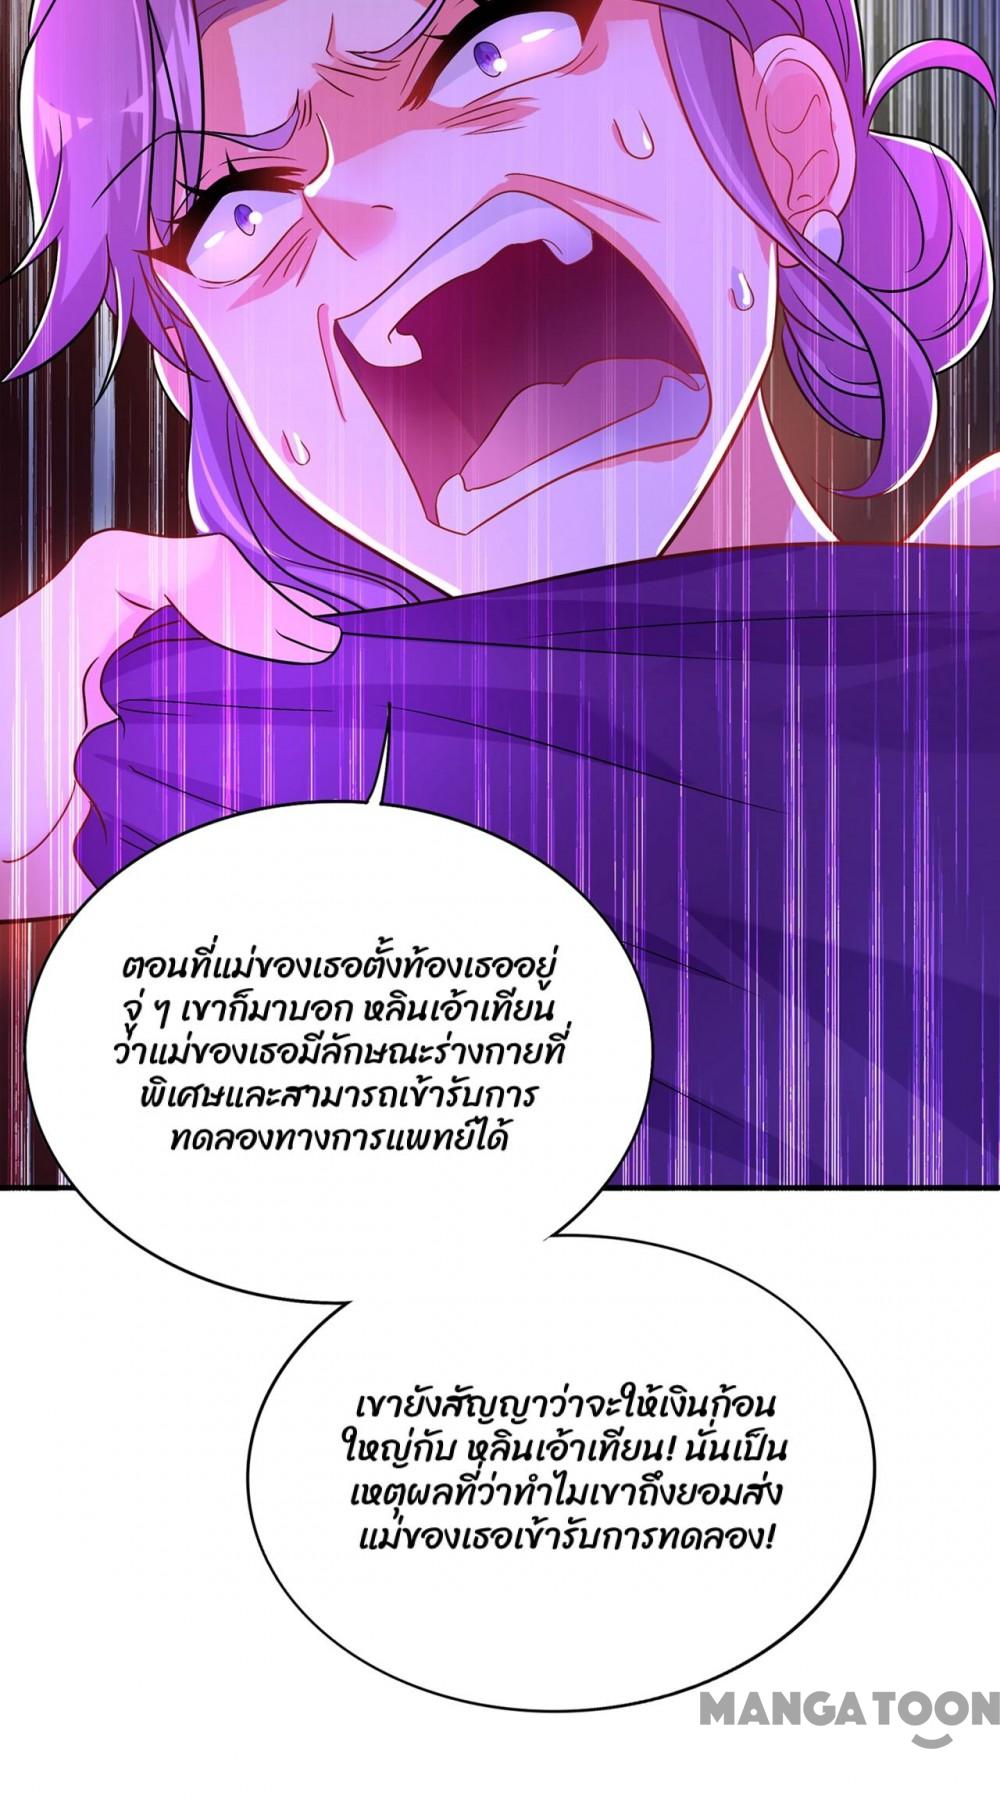 ตอนที่แม่ของเธอตั้งท้องเธออยู่
จู่ ๆ เขาก็มาบอก หลินเอ้าเทียน
ว่าแม่ของเธอมีลักษณะร่างกายที่
พิเศษและสามารถเข้ารับการ
ทดลองทางการแพทย์ได้
เขายังสัญญาว่าจะให้เงินก้อน
ใหญ่กับ หลินเอ้าเทียน! นั่นเป็น
เหตุผลที่ว่าทำไมเขาถึงยอมส่ง
แม่ของเธอเข้ารับการทดลอง!
MANGATOON